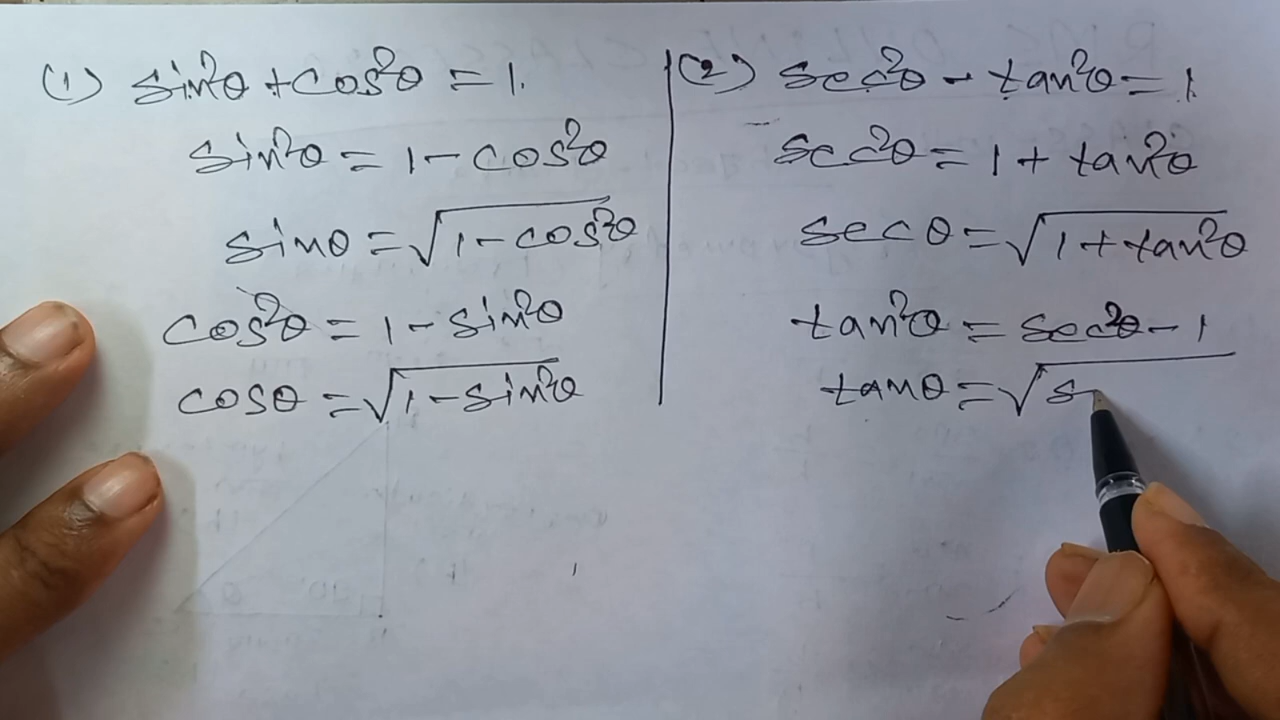 (1) sin²θ + cos²θ = 1.
sin²θ = 1 - cos²θ
sinθ = √1 - cos²θ
cos²θ = 1 - sin²θ
cosθ = √1 - sin²θ
(2) sec²θ - tan²θ = 1.
sec²θ = 1 + tan²θ
secθ = √1 + tan²θ
tan²θ = sec²θ - 1
tanθ = √s